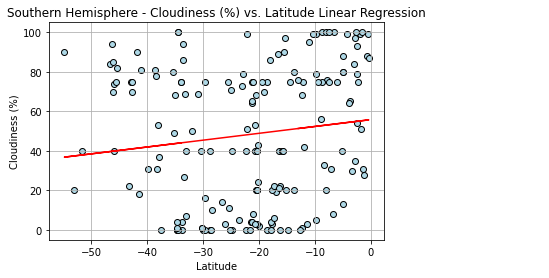 Southern Hemisphere - Cloudiness (%) vs. Latitude Linear Regression
100
80
60
40
20
0
Cloudiness (%)
−50 −40 −30 −20 −10 0
Latitude